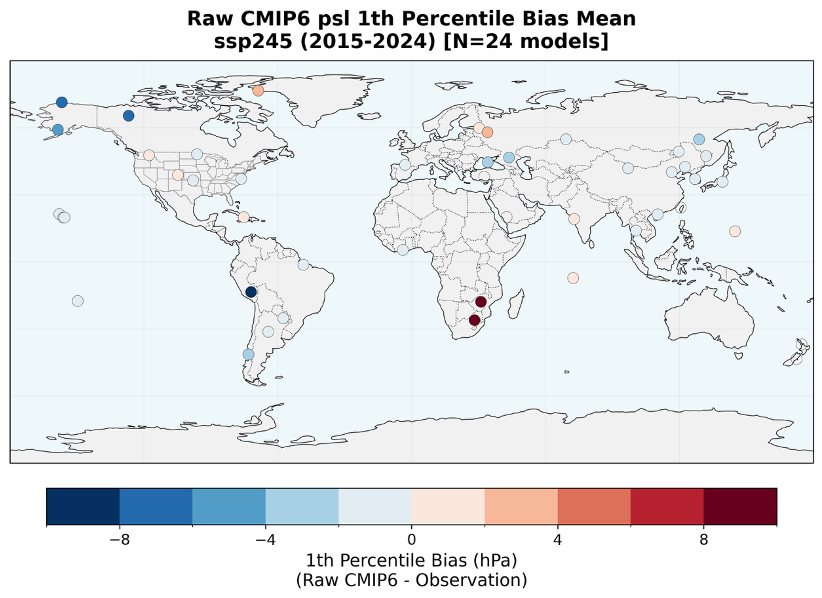 Raw CMIP6 psl 1th Percentile Bias Mean
ssp245 (2015-2024) [N=24 models]
−8 −4 0 4 8
1th Percentile Bias (hPa)
(Raw CMIP6 - Observation)